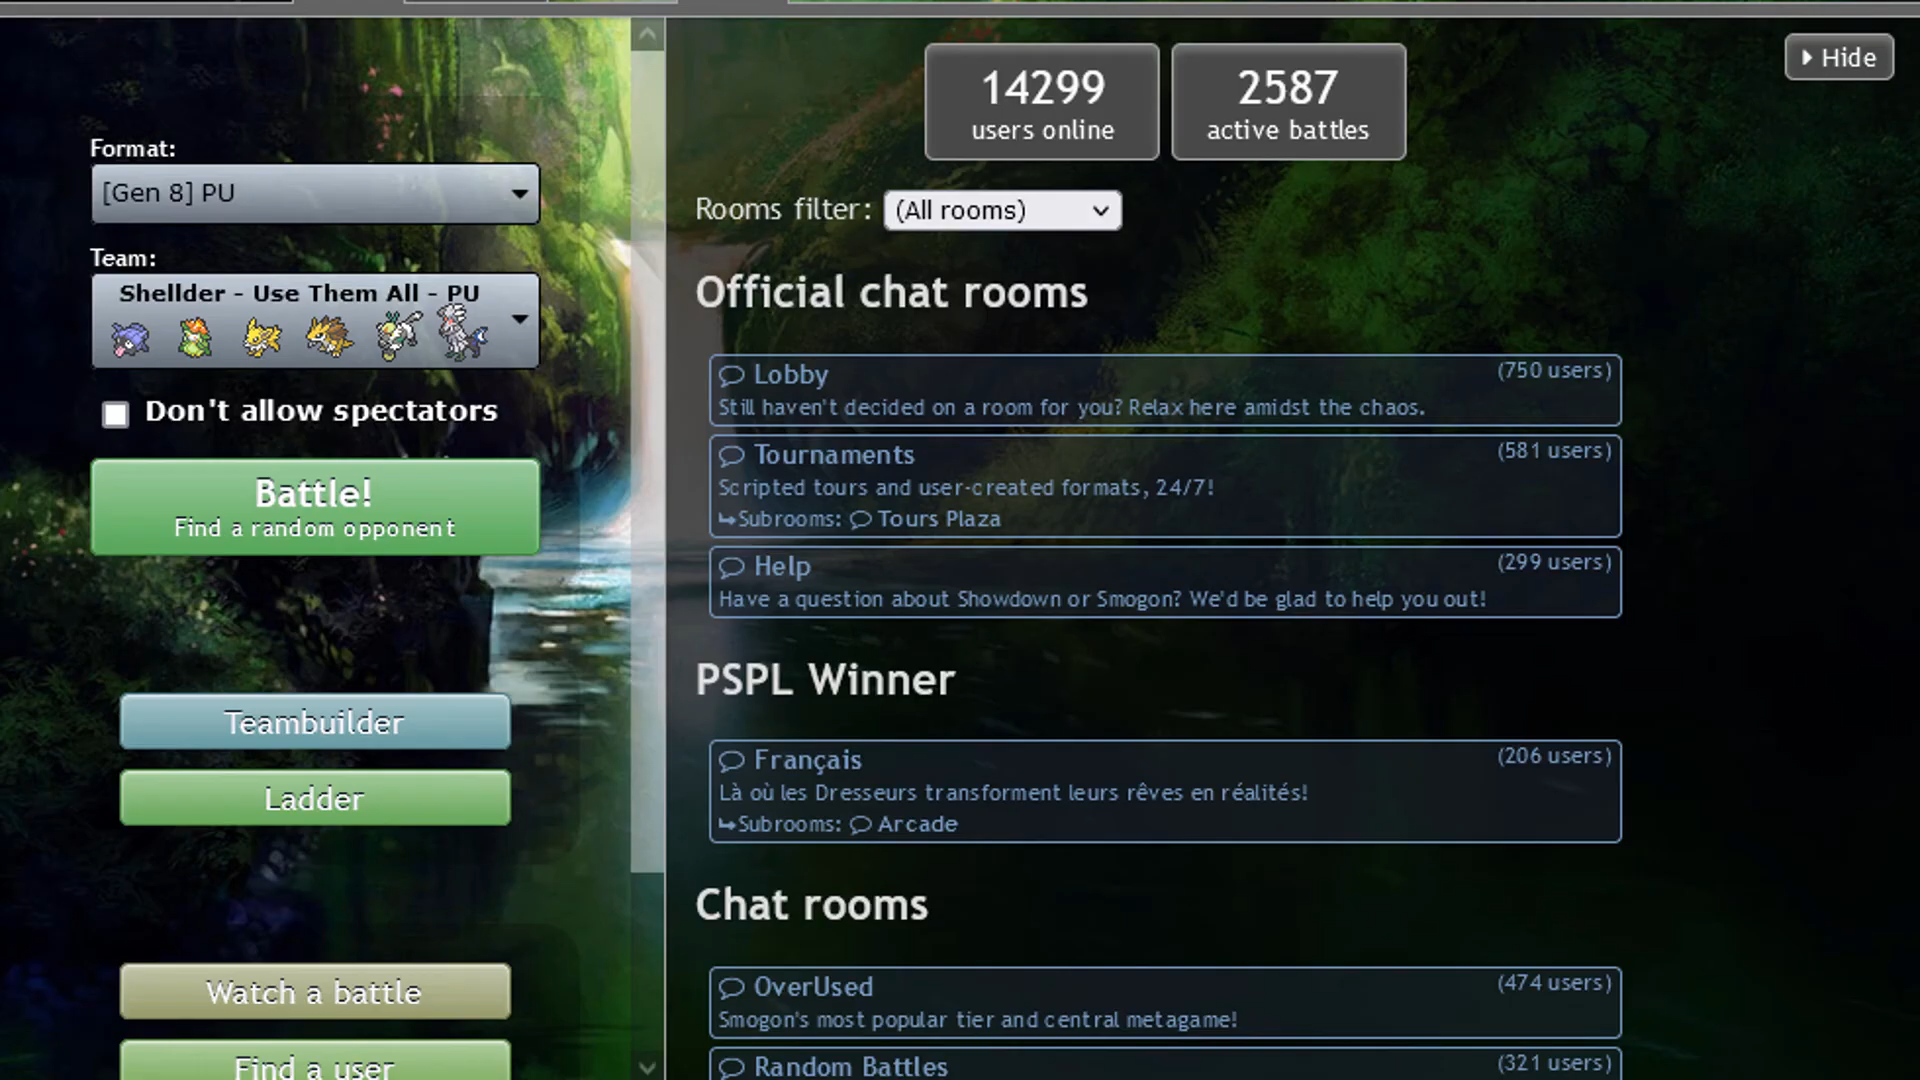 Format:
[Gen 8] PU
Team:
Shellder - Use Them All - PU
Don't allow spectators
Battle!
Find a random opponent
Teambuilder
Ladder
Watch a battle
Find a user
14299
users online
2587
active battles
Hide
Rooms filter: (All rooms)
Official chat rooms
Lobby (750 users)
Still haven't decided on a room for you? Relax here amidst the chaos.
Tournaments (581 users)
Scripted tours and user-created formats, 24/7!
↳Subrooms: Tours Plaza
Help (299 users)
Have a question about Showdown or Smogon? We'd be glad to help you out!
PSPL Winner
Français (206 users)
Là où les Dresseurs transforment leurs rêves en réalités!
↳Subrooms: Arcade
Chat rooms
OverUsed (474 users)
Smogon's most popular tier and central metagame!
Random Battles (321 users)